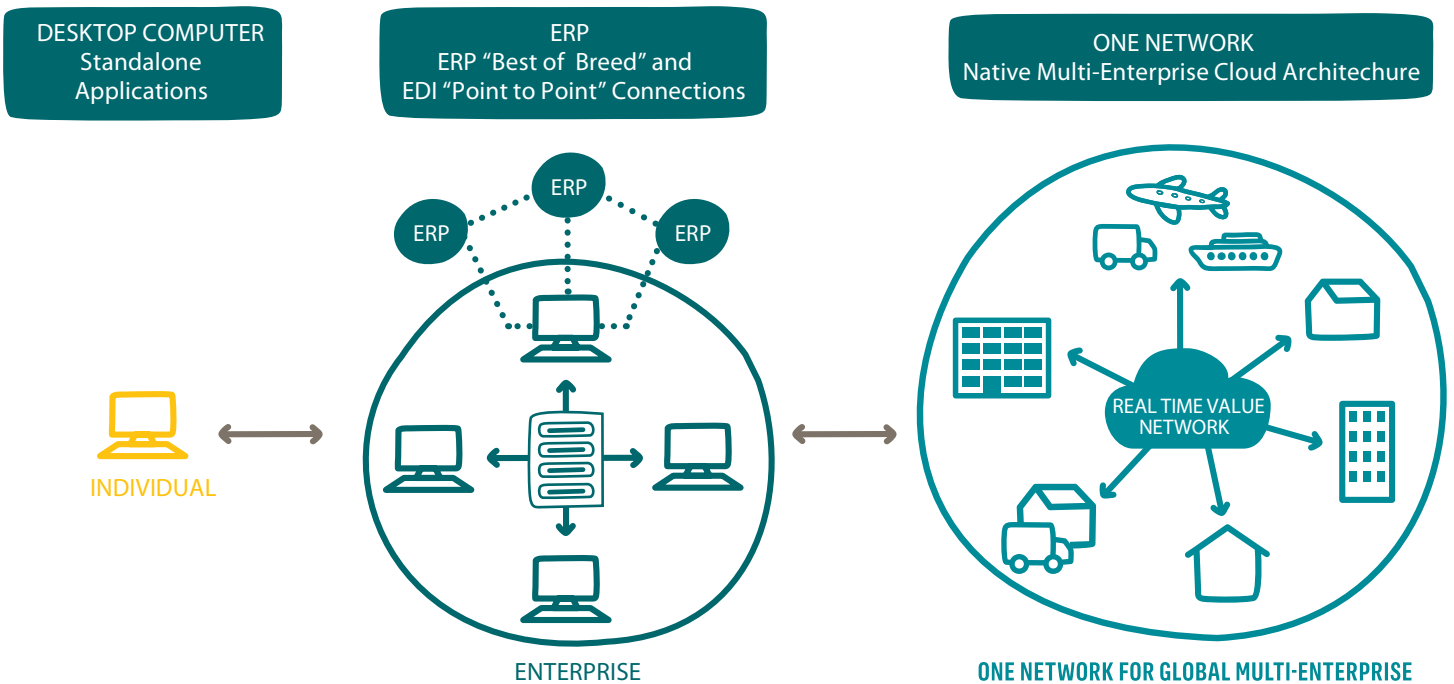 DESKTOP COMPUTER
Standalone
Applications
ERP
ERP “Best of Breed” and
EDI “Point to Point” Connections
ONE NETWORK
Native Multi-Enterprise Cloud Architechure
ERP
ERP
ERP
INDIVIDUAL
REAL TIME VALUE
NETWORK
ENTERPRISE
ONE NETWORK FOR GLOBAL MULTI-ENTERPRISE